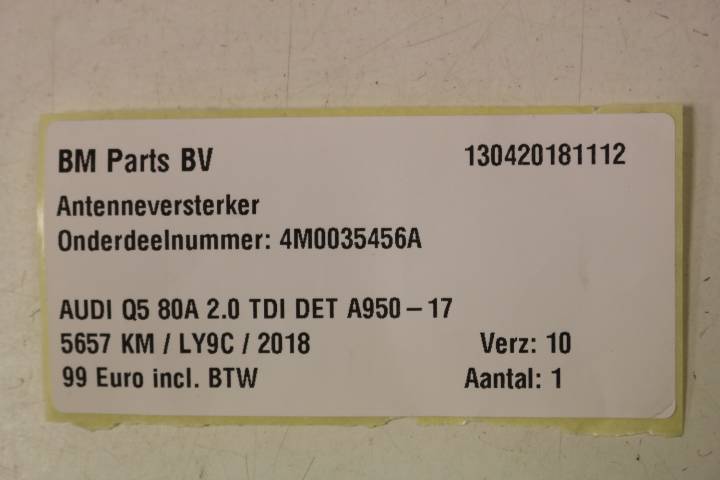 BM Parts BV 130420181112
Antenneversterker
Onderdeelnummer: 4M0035456A
AUDI Q5 80A 2.0 TDI DET A950 – 17
5657 KM / LY9C / 2018 Verz: 10
99 Euro incl. BTW Aantal: 1